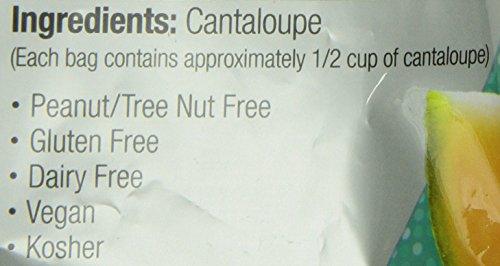 Ingredients: Cantaloupe
(Each bag contains approximately 1/2 cup of cantaloupe)
• Peanut/Tree Nut Free
• Gluten Free
• Dairy Free
• Vegan
• Kosher